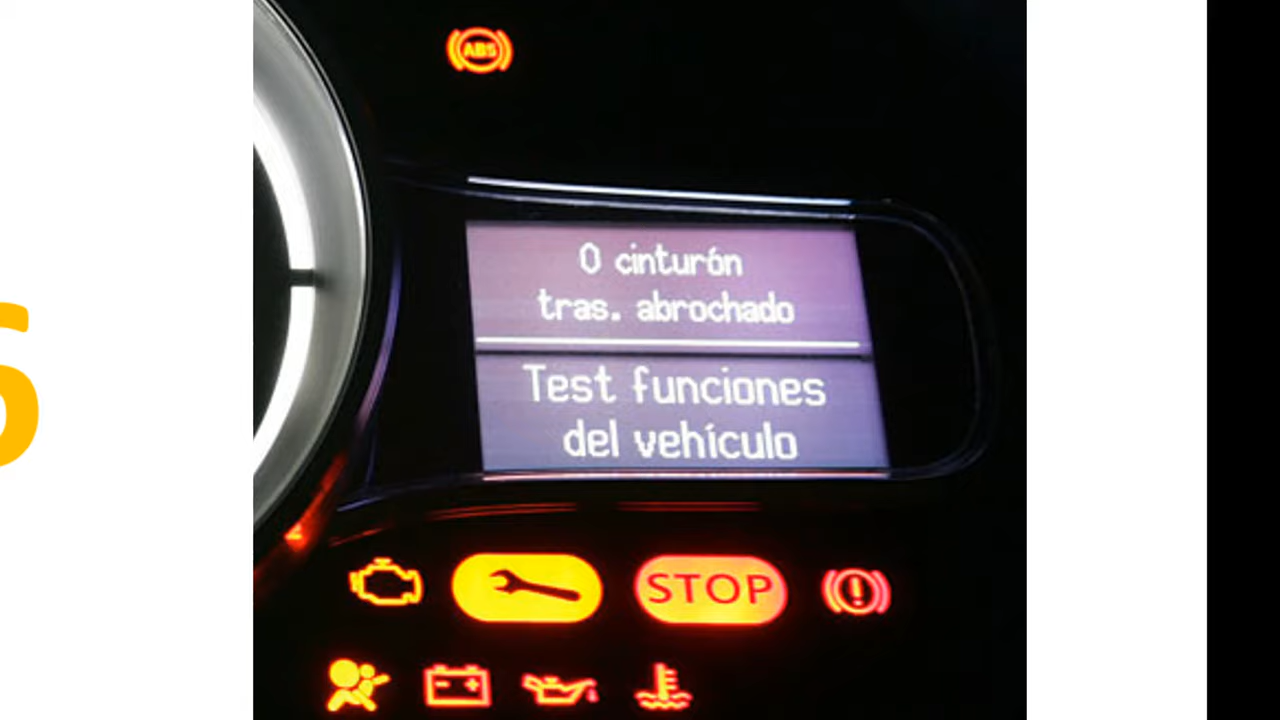 ABS
0 cinturón
tras. abrochado
Test funciones
del vehículo
STOP